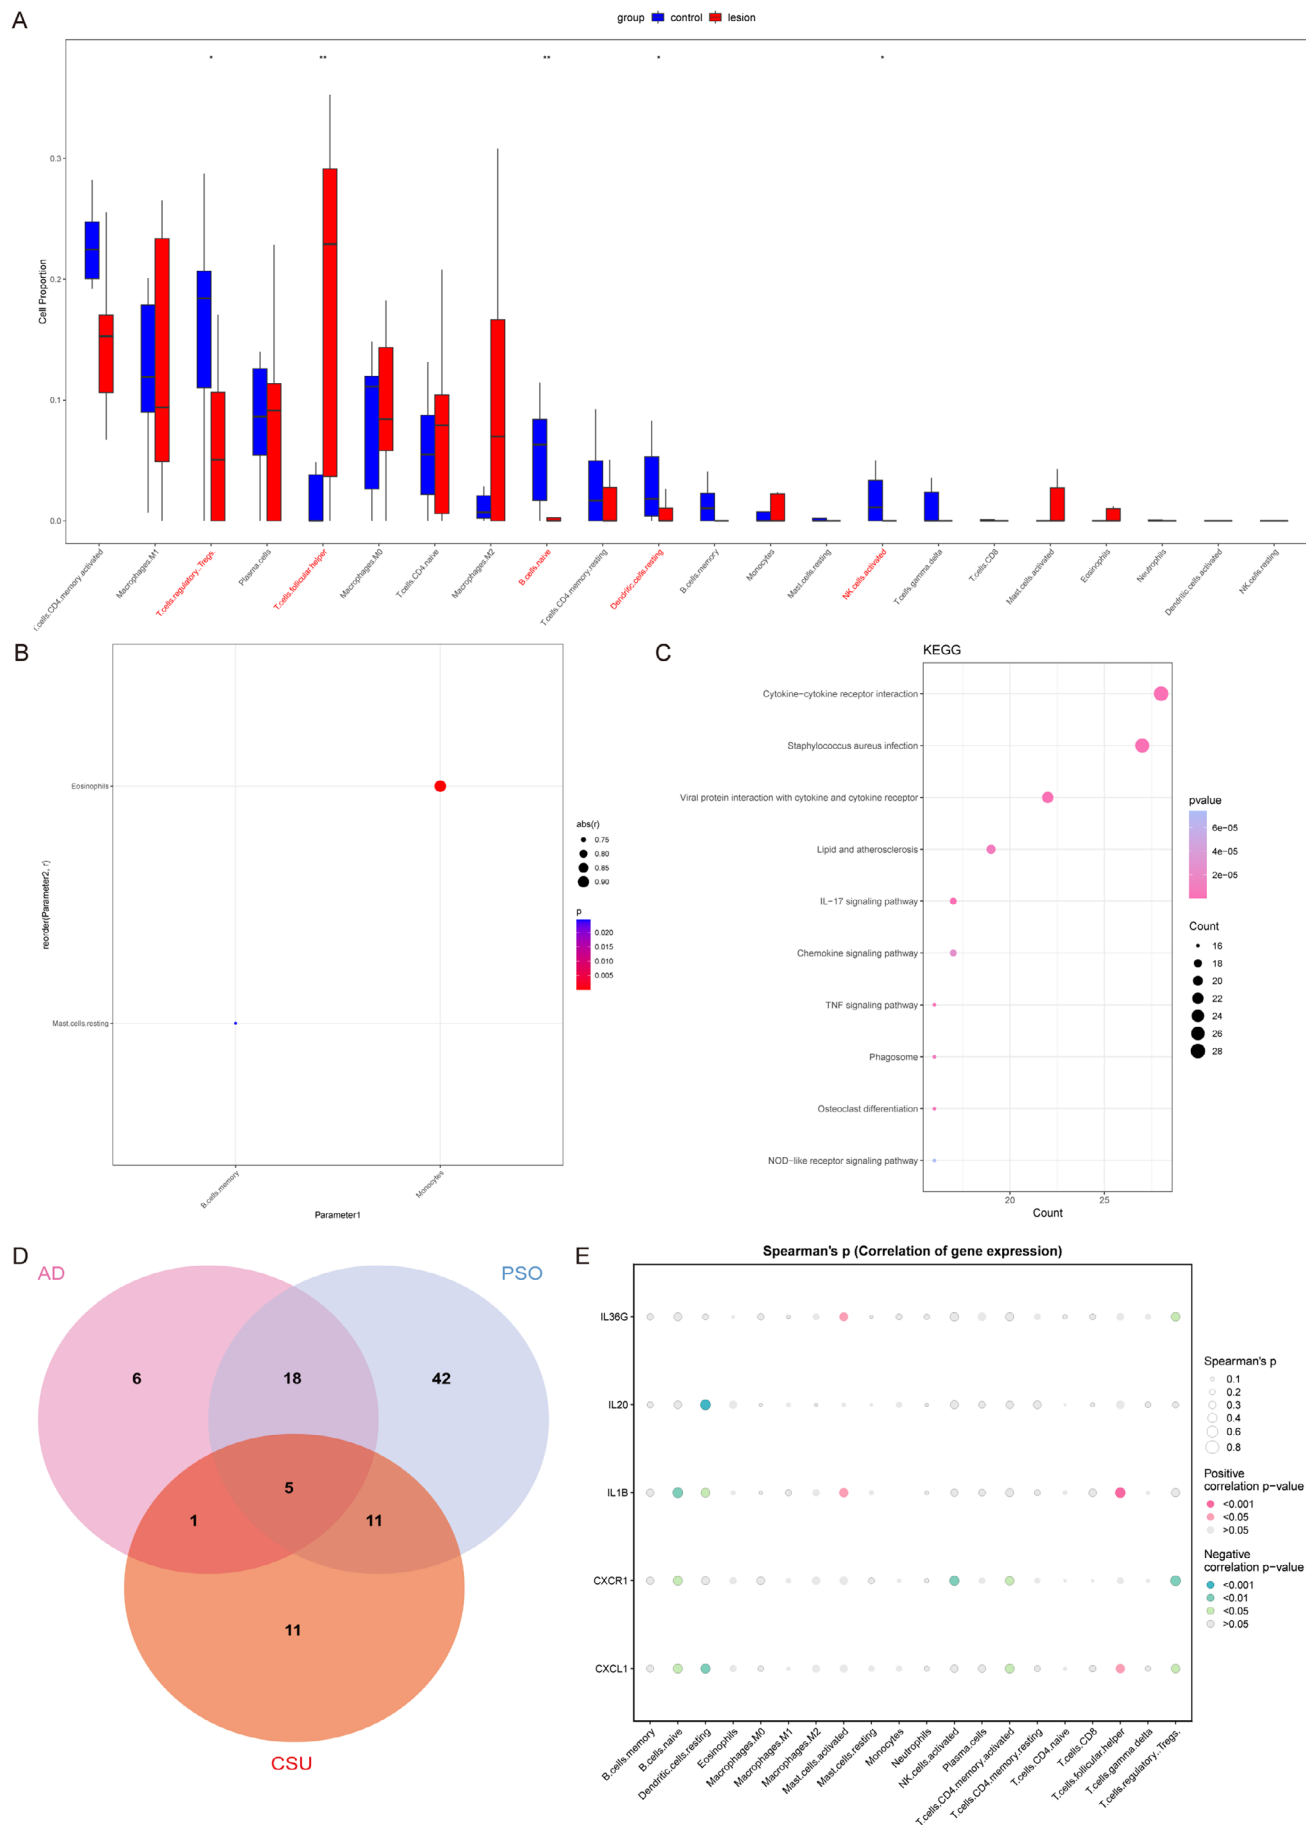 A
group control lesion
* ** ** * *
Cell Proportion
0.3
0.2
0.1
0.0
T.cells.CD4.memory.activated
Macrophages.M1
T.cells.regulatory..Tregs.
Plasma.cells
T.cells.follicular.helper
Macrophages.M0
T.cells.CD4.naive
Macrophages.M2
B.cells.naive
T.cells.CD4.memory.resting
Dendritic.cells.resting
B.cells.memory
Monocytes
Mast.cells.resting
NK.cells.activated
T.cells.gamma.delta
T.cells.CD8
Mast.cells.activated
Eosinophils
Neutrophils
Dendritic.cells.activated
NK.cells.resting
B
reorder(Parameter2, r)
Eosinophils
Mast.cells.resting
B.cells.memory
Monocytes
Parameter1
abs(r)
0.75
0.80
0.85
0.90
p
0.020
0.015
0.010
0.005
C
KEGG
Cytokine−cytokine receptor interaction
Staphylococcus aureus infection
Viral protein interaction with cytokine and cytokine receptor
Lipid and atherosclerosis
IL−17 signaling pathway
Chemokine signaling pathway
TNF signaling pathway
Phagosome
Osteoclast differentiation
NOD−like receptor signaling pathway
20 25
Count
pvalue
6e−05
4e−05
2e−05
Count
16
18
20
22
24
26
28
D
AD PSO
6 18 42
5
1 11
11
CSU
E
Spearman's p (Correlation of gene expression)
IL36G
IL20
IL1B
CXCR1
CXCL1
B.cells.memory
B.cells.naive
Dendritic.cells.resting
Eosinophils
Macrophages.M0
Macrophages.M1
Macrophages.M2
Mast.cells.activated
Mast.cells.resting
Monocytes
Neutrophils
NK.cells.activated
Plasma.cells
T.cells.CD4.memory.activated
T.cells.CD4.memory.resting
T.cells.CD4.naive
T.cells.CD8
T.cells.follicular.helper
T.cells.gamma.delta
T.cells.regulatory..Tregs.
Spearman's p
0.1
0.2
0.3
0.4
0.6
0.8
Positive
correlation p-value
<0.001
<0.05
>0.05
Negative
correlation p-value
<0.001
<0.01
<0.05
>0.05